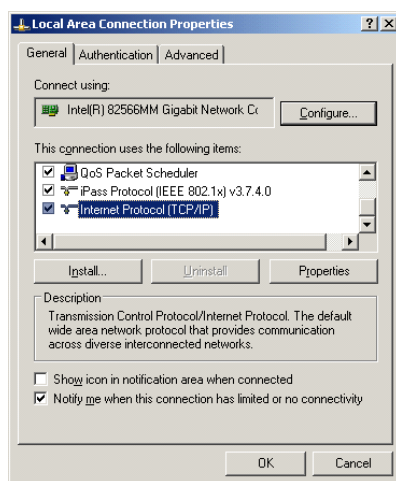 Local Area Connection Properties
General Authentication Advanced
Connect using:
Intel(R) 82566MM Gigabit Network Cc
Configure...
This connection uses the following items:
QoS Packet Scheduler
iPass Protocol (IEEE 802.1x) v3.7.4.0
Internet Protocol (TCP/IP)
Install... Uninstall Properties
Description
Transmission Control Protocol/Internet Protocol. The default
wide area network protocol that provides communication
across diverse interconnected networks.
Show icon in notification area when connected
Notify me when this connection has limited or no connectivity
OK Cancel